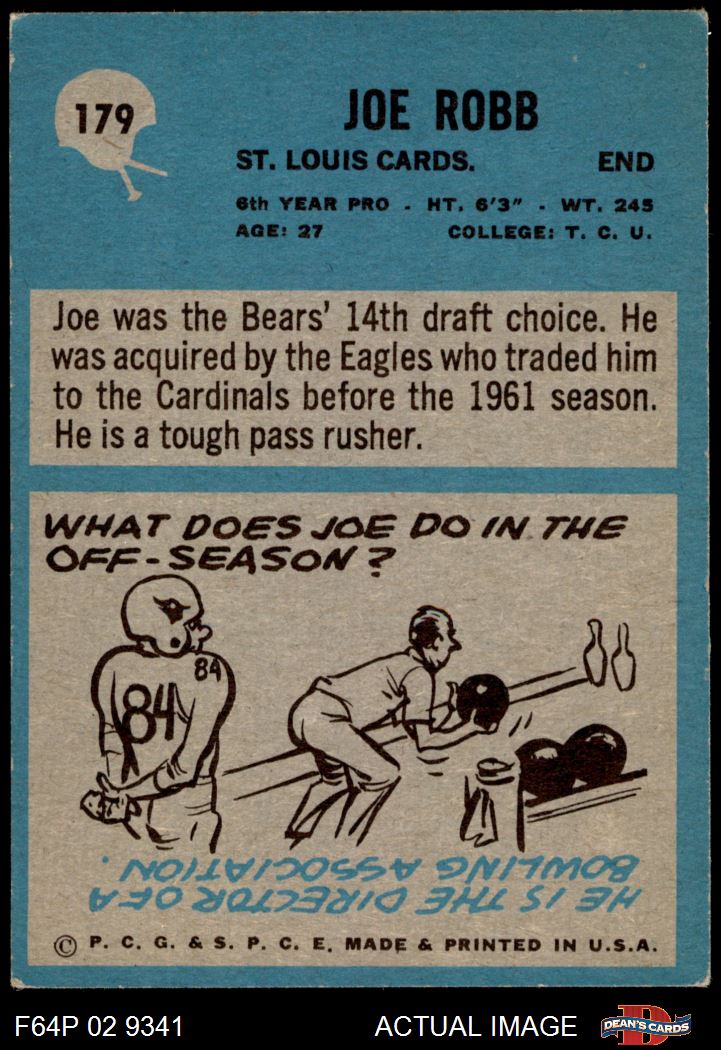 179
JOE ROBB
ST. LOUIS CARDS. END
6th YEAR PRO - HT. 6'3" - WT. 245
AGE: 27 COLLEGE: T. C. U.
Joe was the Bears' 14th draft choice. He
was acquired by the Eagles who traded him
to the Cardinals before the 1961 season.
He is a tough pass rusher.
WHAT DOES JOE DO IN THE
OFF-SEASON?
84
84
HE IS THE DIRECTOR OF A
BOWLING ASSOCIATION.
© P. C. G. & S. P. C. E. MADE & PRINTED IN U.S.A.
F64P 02 9341 ACTUAL IMAGE DEAN'S CARDS